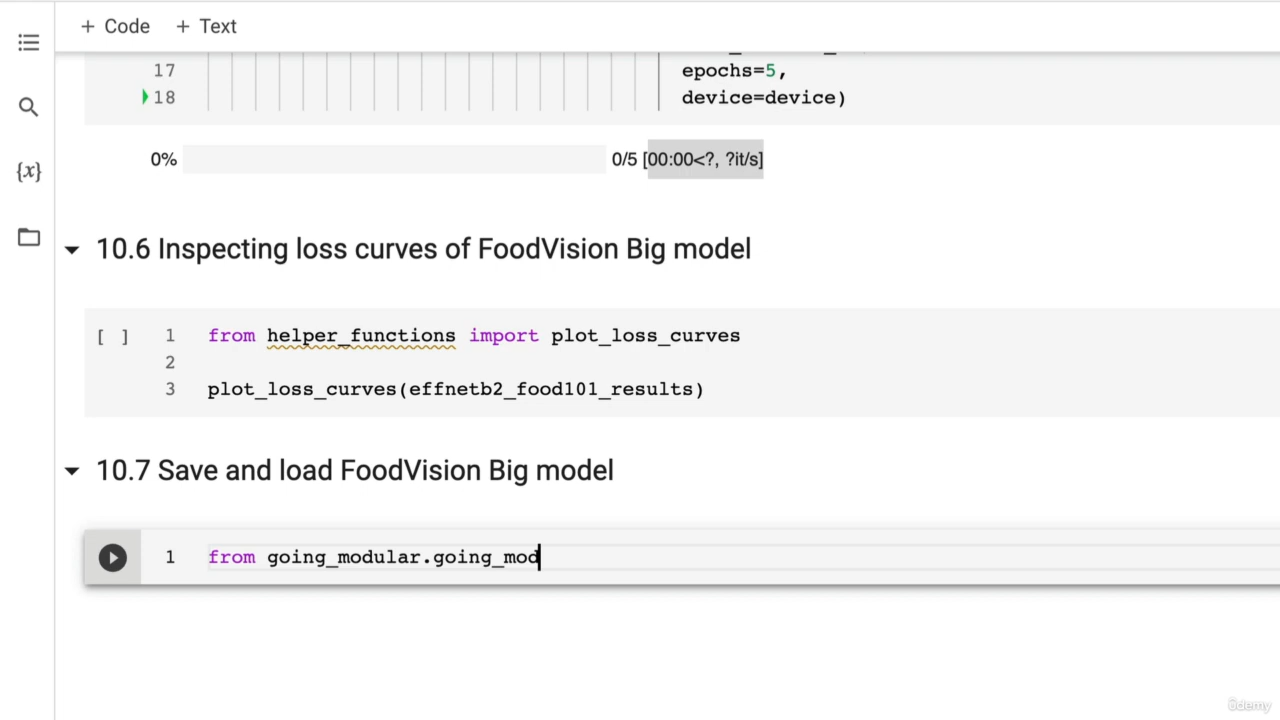 + Code + Text
17 epochs=5,
18 device=device)
0% 0/5 [00:00<?, ?it/s]
{x}
10.6 Inspecting loss curves of FoodVision Big model
[ ] 1 from helper_functions import plot_loss_curves
2
3 plot_loss_curves(effnetb2_food101_results)
10.7 Save and load FoodVision Big model
1 from going_modular.going_mod
ûdemy